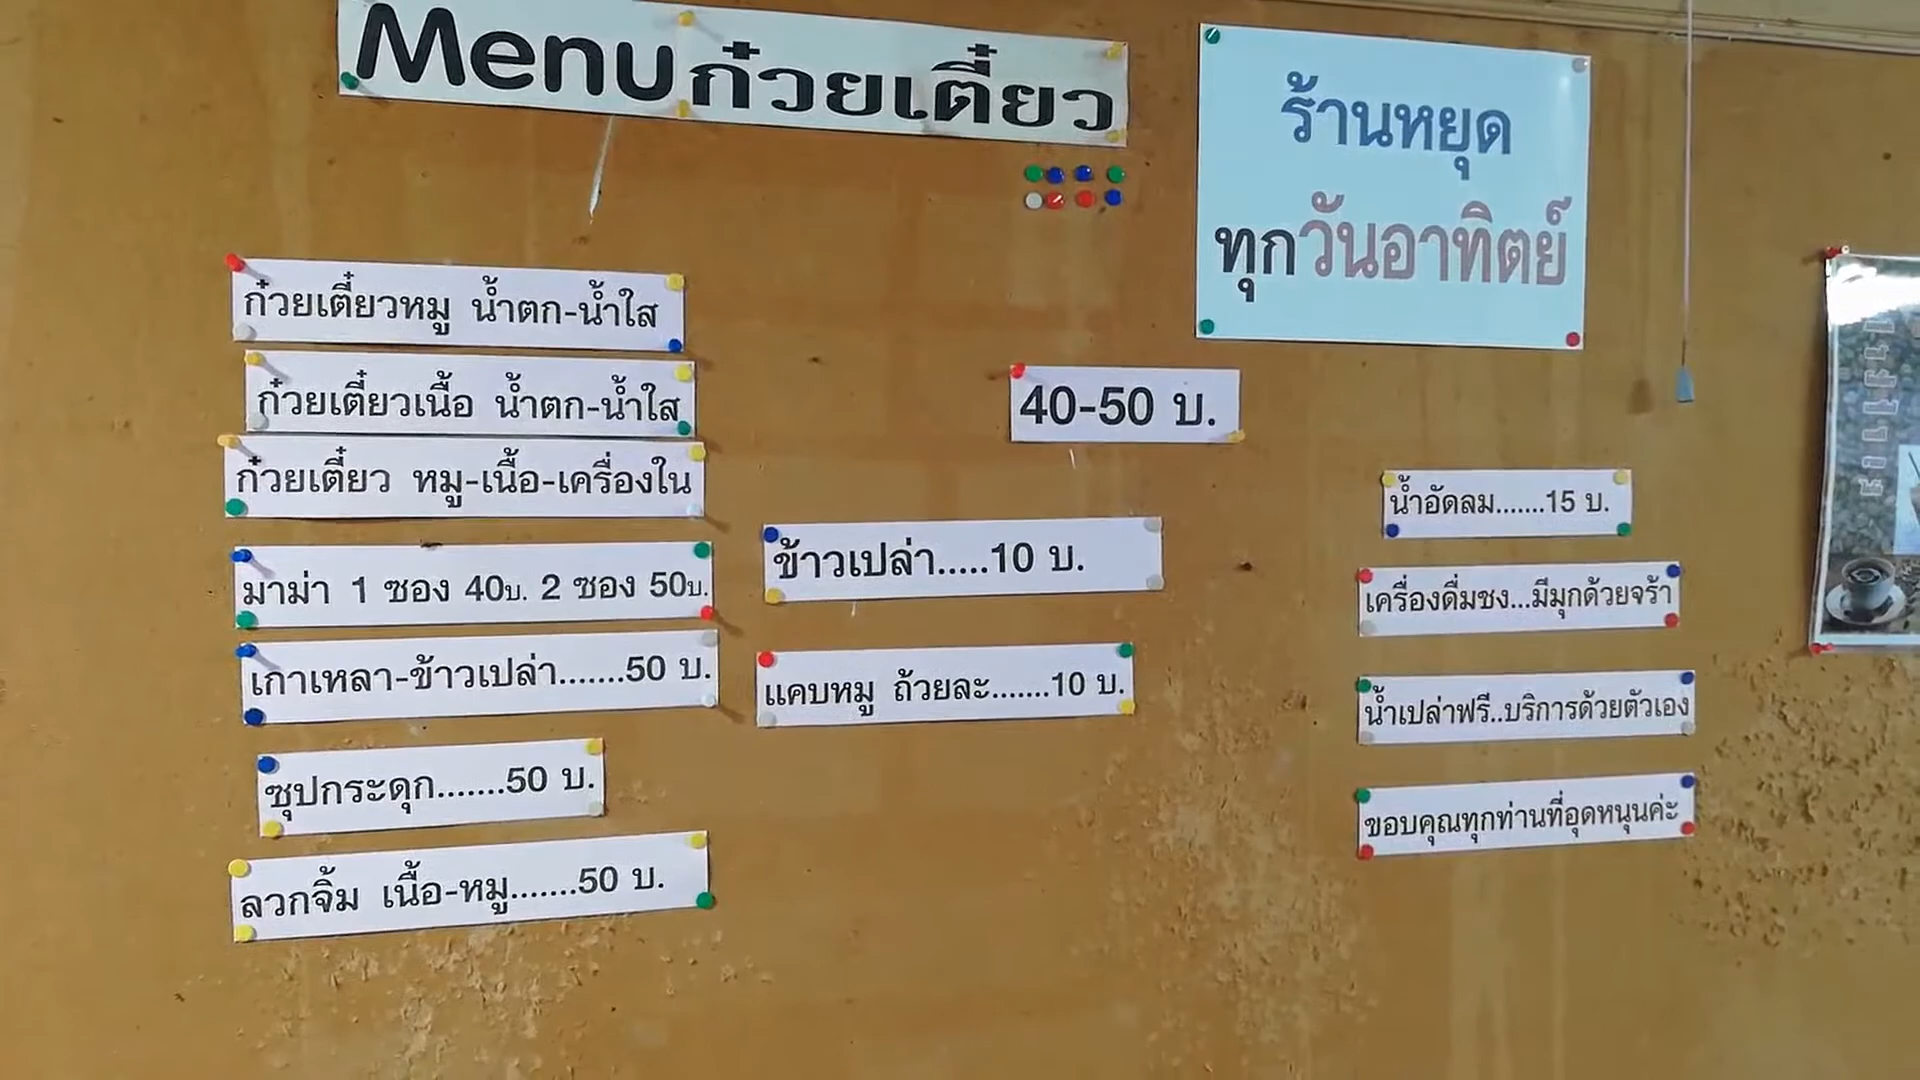 Menuก๋วยเตี๋ยว
ร้านหยุด
ทุกวันอาทิตย์
ก๋วยเตี๋ยวหมู น้ำตก-น้ำใส
ก๋วยเตี๋ยวเนื้อ น้ำตก-น้ำใส
ก๋วยเตี๋ยว หมู-เนื้อ-เครื่องใน
40-50 บ.
มาม่า 1 ซอง 40บ. 2 ซอง 50บ.
เกาเหลา-ข้าวเปล่า.......50 บ.
ซุปกระดุก.......50 บ.
ลวกจิ้ม เนื้อ-หมู.......50 บ.
ข้าวเปล่า.....10 บ.
แคบหมู ถ้วยละ.......10 บ.
น้ำอัดลม.......15 บ.
เครื่องดื่มชง...มีมุกด้วยจร้า
น้ำเปล่าฟรี..บริการด้วยตัวเอง
ขอบคุณทุกท่านที่อุดหนุนค่ะ